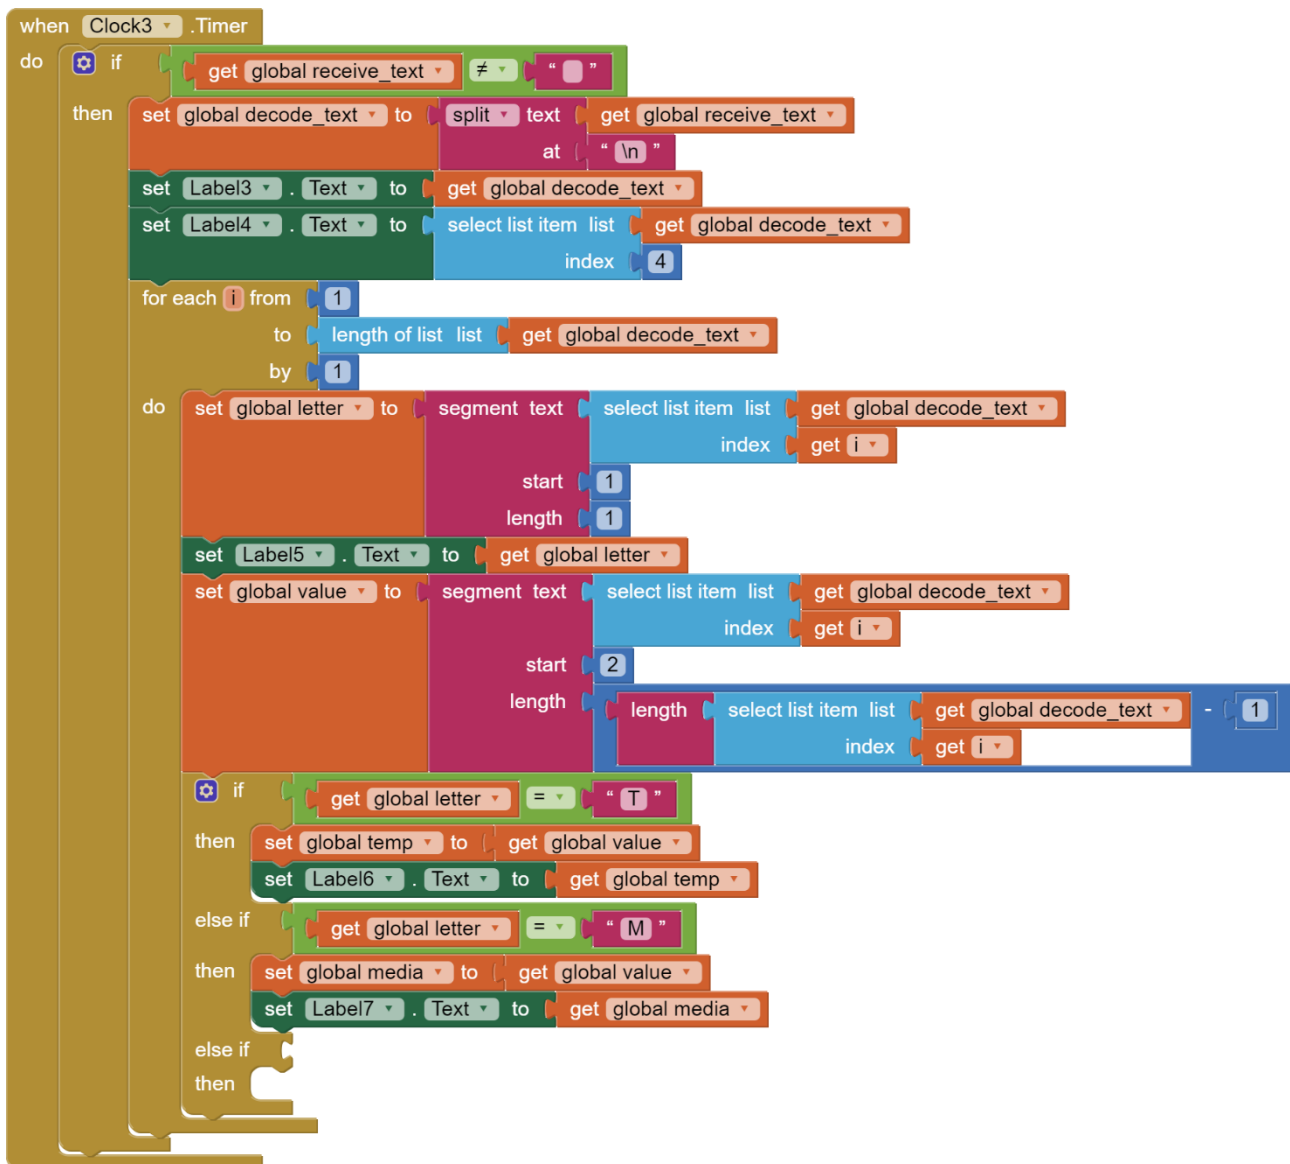 when Clock3 .Timer
do if get global receive_text ≠ “ ”
then set global decode_text to split text get global receive_text
at “ \n ”
set Label3 . Text to get global decode_text
set Label4 . Text to select list item list get global decode_text
index 4
for each i from 1
to length of list list get global decode_text
by 1
do set global letter to segment text select list item list get global decode_text
index get i
start 1
length 1
set Label5 . Text to get global letter
set global value to segment text select list item list get global decode_text
index get i
start 2
length length select list item list get global decode_text - 1
index get i
if get global letter = “ T ”
then set global temp to get global value
set Label6 . Text to get global temp
else if get global letter = “ M ”
then set global media to get global value
set Label7 . Text to get global media
else if
then